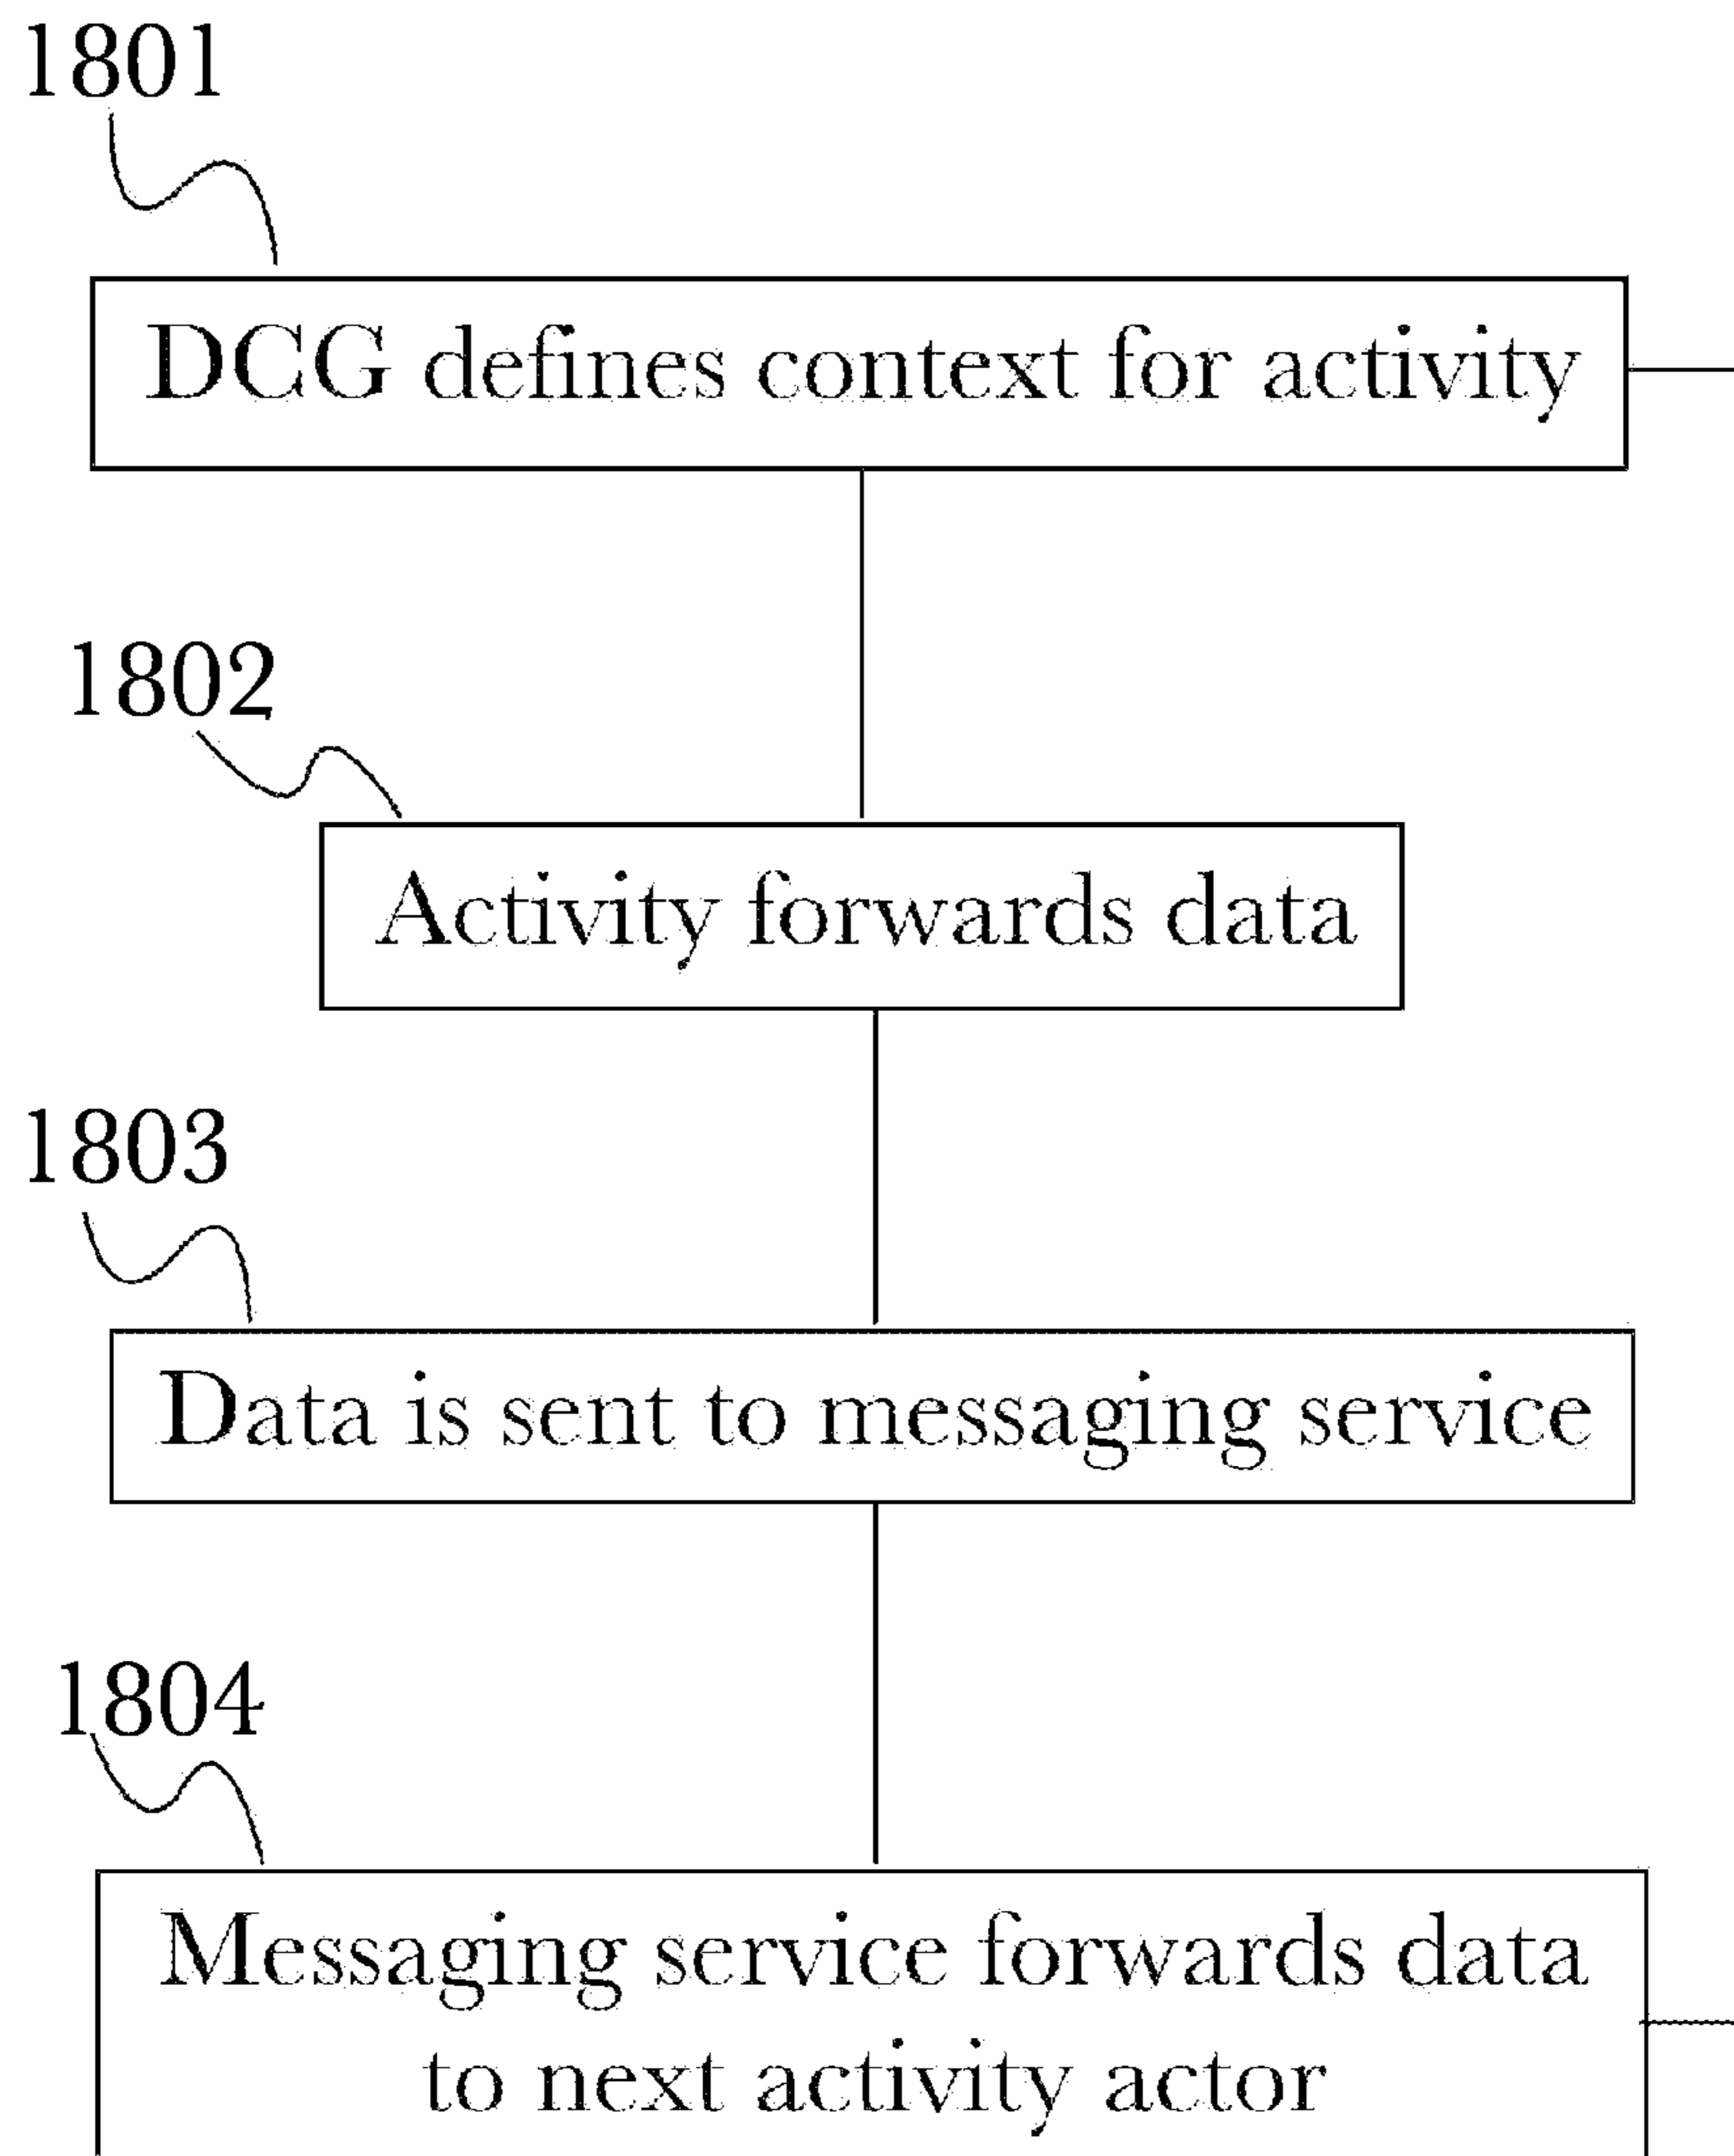 1801
DCG defines context for activity
1802
Activity forwards data
1803
Data is sent to messaging service
1804
Messaging service forwards data
to next activity actor